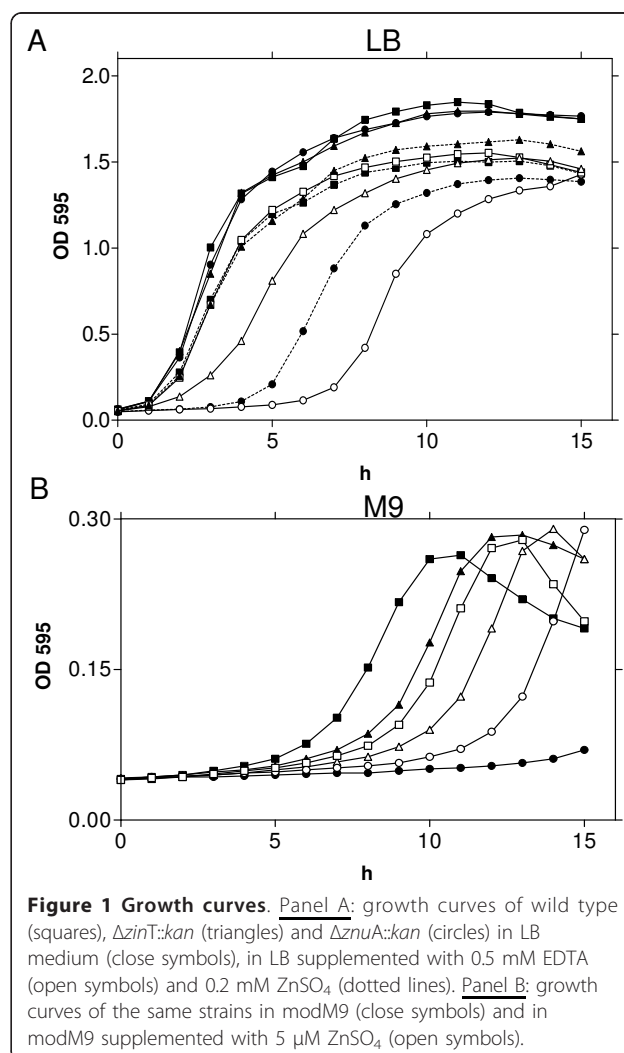 A
LB
2.0
1.5
1.0
0.5
0.0
OD 595
0
5
10
15
h
B
M9
0.30
0.15
0.00
OD 595
0
5
10
15
h
Figure 1 Growth curves. Panel A: growth curves of wild type
(squares), ΔzinT::kan (triangles) and ΔznuA::kan (circles) in LB
medium (close symbols), in LB supplemented with 0.5 mM EDTA
(open symbols) and 0.2 mM ZnSO₄ (dotted lines). Panel B: growth
curves of the same strains in modM9 (close symbols) and in
modM9 supplemented with 5 μM ZnSO₄ (open symbols).